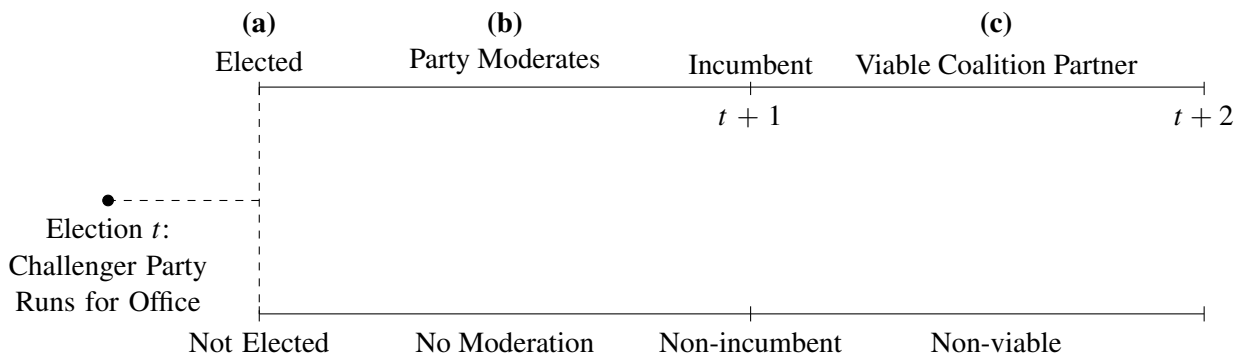 (a) (b) (c)
Elected Party Moderates Incumbent Viable Coalition Partner
t + 1 t + 2
Election t:
Challenger Party
Runs for Office
Not Elected No Moderation Non-incumbent Non-viable